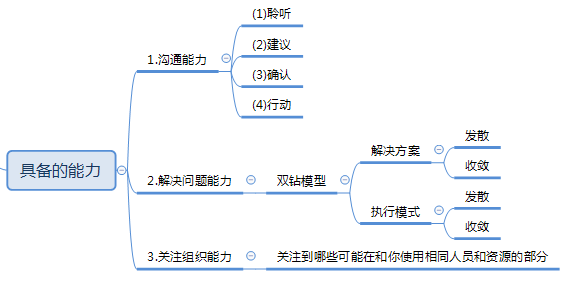 具备的能力
1.沟通能力
(1)聆听
(2)建议
(3)确认
(4)行动
2.解决问题能力
双钻模型
解决方案
发散
收敛
执行模式
发散
收敛
3.关注组织能力
关注到哪些可能在和你使用相同人员和资源的部分